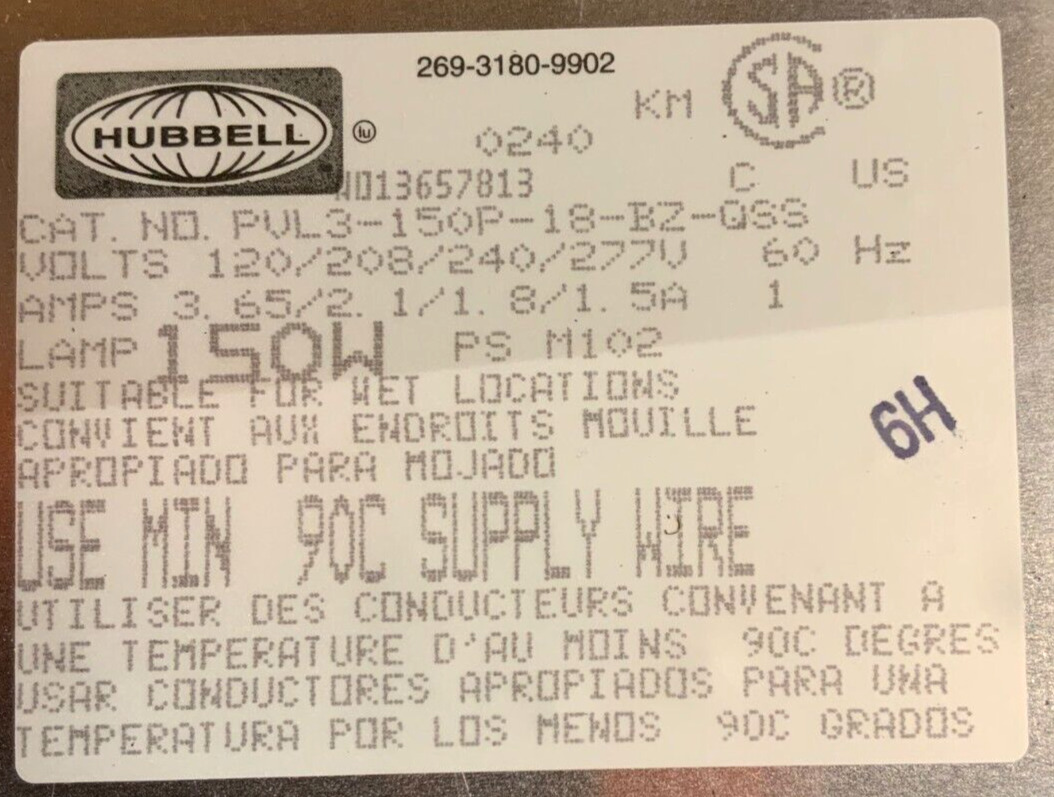 269-3180-9902
HUBBELL iu
KM SA ®
0240
NO13657813 C US
CAT. NO. PVL3-150P-18-BZ-QSS
VOLTS 120/208/240/277V 60 Hz
AMPS 3.65/2.1/1.8/1.5A 1
LAMP 150W PS M102
SUITABLE FOR WET LOCATIONS
CONVIENT AUX ENDROITS MOUILLE
6H
APROPIADO PARA MOJADO
USE MIN 90C SUPPLY WIRE
UTILISER DES CONDUCTEURS CONVENANT A
UNE TEMPERATURE D'AU MOINS 90C DEGRES
USAR CONDUCTORES APROPIADOS PARA UNA
TEMPERATURA POR LOS MENOS 90C GRADOS